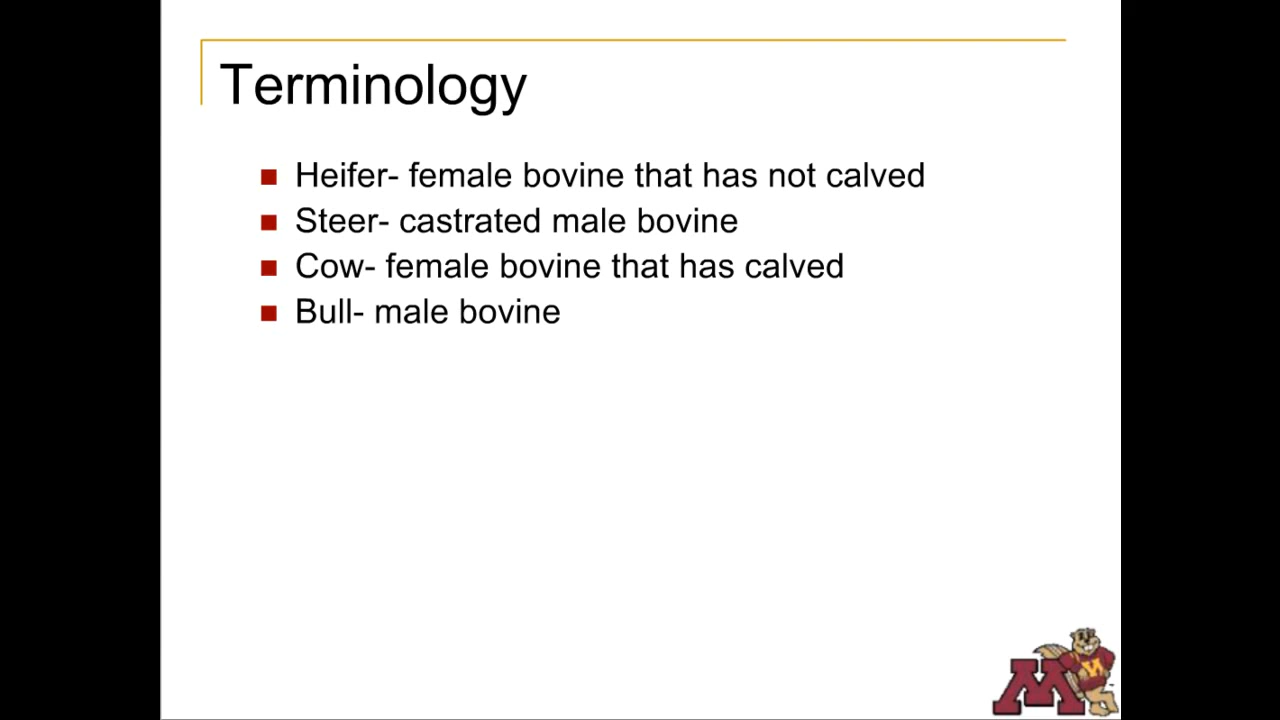 Terminology
Heifer- female bovine that has not calved
Steer- castrated male bovine
Cow- female bovine that has calved
Bull- male bovine
M